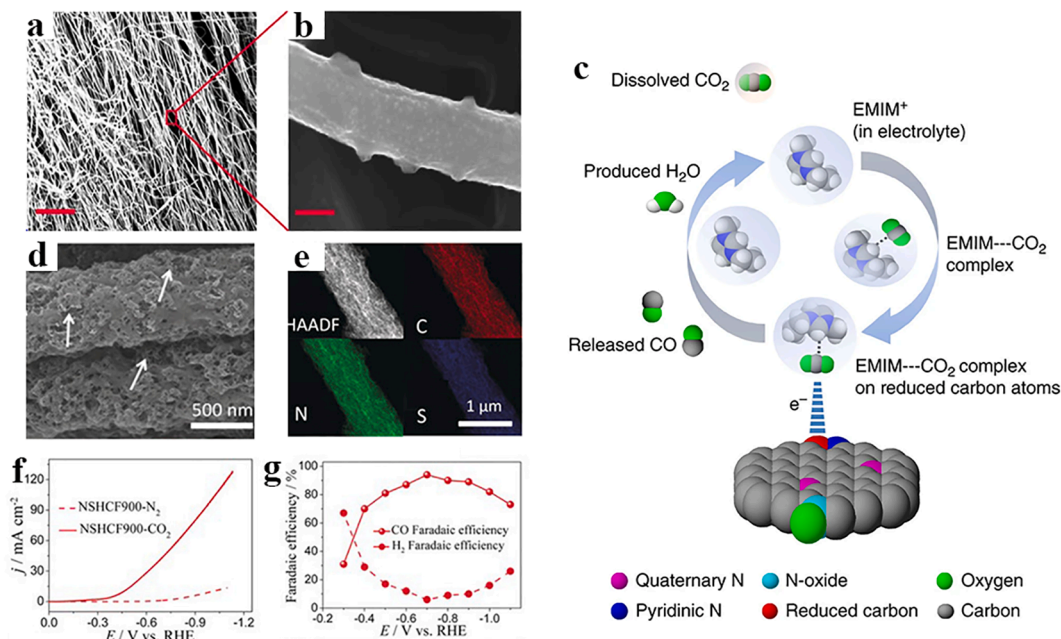 a
b
c
Dissolved CO₂
EMIM⁺
(in electrolyte)
Produced H₂O
EMIM---CO₂
complex
Released CO
EMIM---CO₂ complex
on reduced carbon atoms
e⁻
d
500 nm
e
HAADF
C
N
S
1 μm
f
j / mA cm⁻²
120
90
60
30
0
NSHCF900-N₂
NSHCF900-CO₂
0.0
-0.3
-0.6
-0.9
-1.2
E / V vs. RHE
g
Faradaic efficiency / %
100
80
60
40
20
0
CO Faradaic efficiency
H₂ Faradaic efficiency
-0.2
-0.4
-0.6
-0.8
-1.0
E / V vs. RHE
Quaternary N
N-oxide
Oxygen
Pyridinic N
Reduced carbon
Carbon